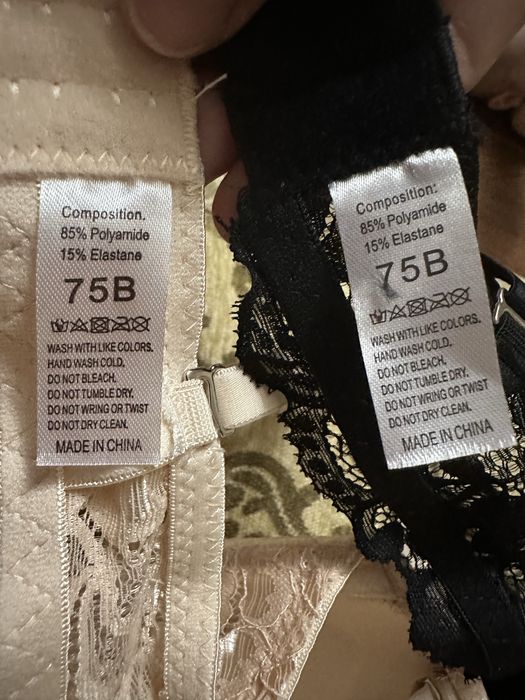 Composition.
85% Polyamide
15% Elastane
75B
WASH WITH LIKE COLORS.
HAND WASH COLD.
DO NOT BLEACH.
DO NOT TUMBLE DRY.
DO NOT WRING OR TWIST
DO NOT DRY CLEAN.
MADE IN CHINA
Composition:
85% Polyamide
15% Elastane
75B
WASH WITH LIKE COLORS.
HAND WASH COLD.
DO NOT BLEACH.
DO NOT TUMBLE DRY.
DO NOT WRING OR TWIST
DO NOT DRY CLEAN.
MADE IN CHINA